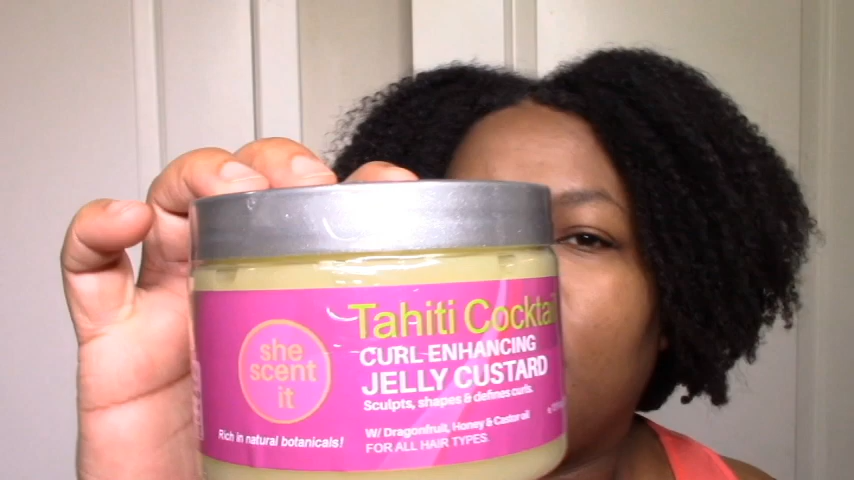 she
scent
it
Rich in natural botanicals!
Tahiti Cocktail
CURL-ENHANCING
JELLY CUSTARD
Sculpts, shapes & defines curls.
W/ Dragonfruit, Honey & Castor oil
FOR ALL HAIR TYPES.